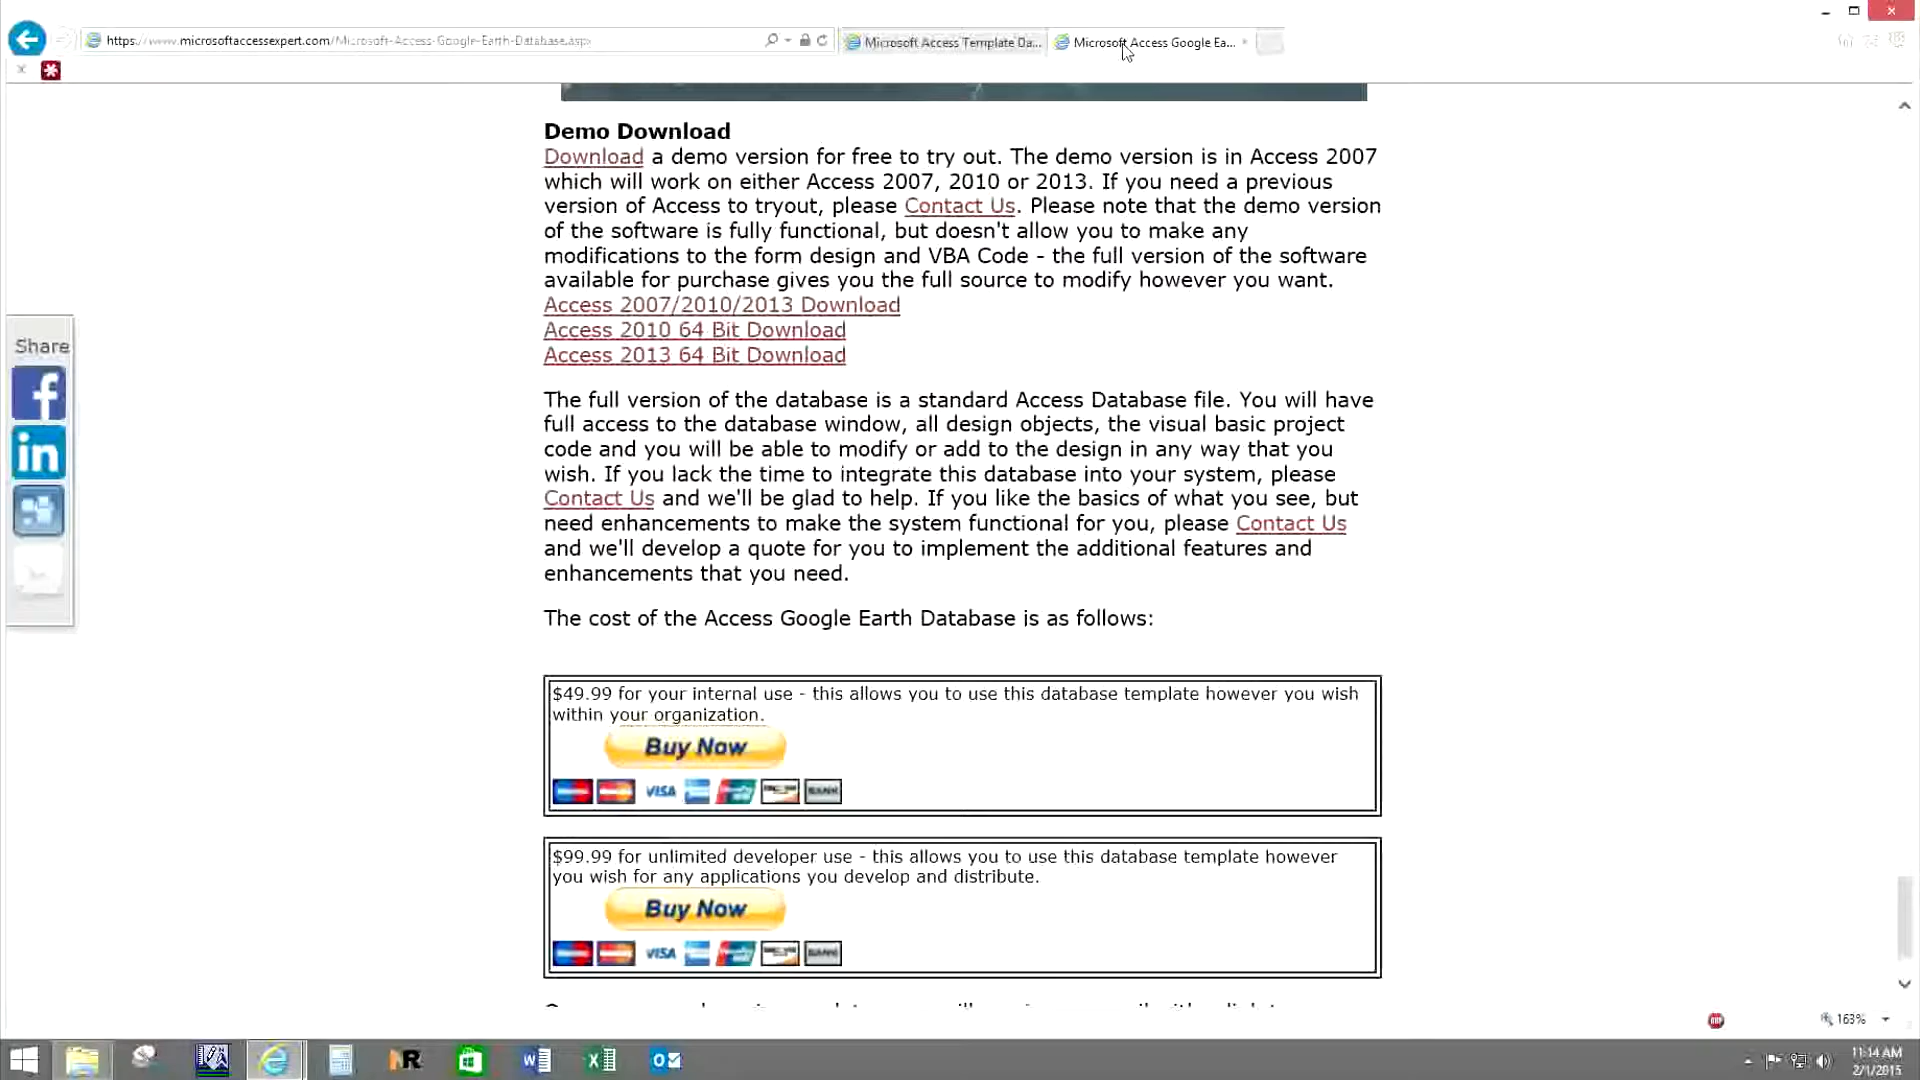 https://www.microsoftaccessexpert.com/Microsoft-Access-Google-Earth-Database.aspx
Microsoft Access Template Da...
Microsoft Access Google Ea...
Demo Download
Download a demo version for free to try out. The demo version is in Access 2007
which will work on either Access 2007, 2010 or 2013. If you need a previous
version of Access to tryout, please Contact Us. Please note that the demo version
of the software is fully functional, but doesn't allow you to make any
modifications to the form design and VBA Code - the full version of the software
available for purchase gives you the full source to modify however you want.
Access 2007/2010/2013 Download
Access 2010 64 Bit Download
Access 2013 64 Bit Download
Share
The full version of the database is a standard Access Database file. You will have
full access to the database window, all design objects, the visual basic project
code and you will be able to modify or add to the design in any way that you
wish. If you lack the time to integrate this database into your system, please
Contact Us and we'll be glad to help. If you like the basics of what you see, but
need enhancements to make the system functional for you, please Contact Us
and we'll develop a quote for you to implement the additional features and
enhancements that you need.
The cost of the Access Google Earth Database is as follows:
$49.99 for your internal use - this allows you to use this database template however you wish
within your organization.
Buy Now
VISA
BANK
$99.99 for unlimited developer use - this allows you to use this database template however
you wish for any applications you develop and distribute.
Buy Now
VISA
BANK
163%
11:14 AM
2/1/2015